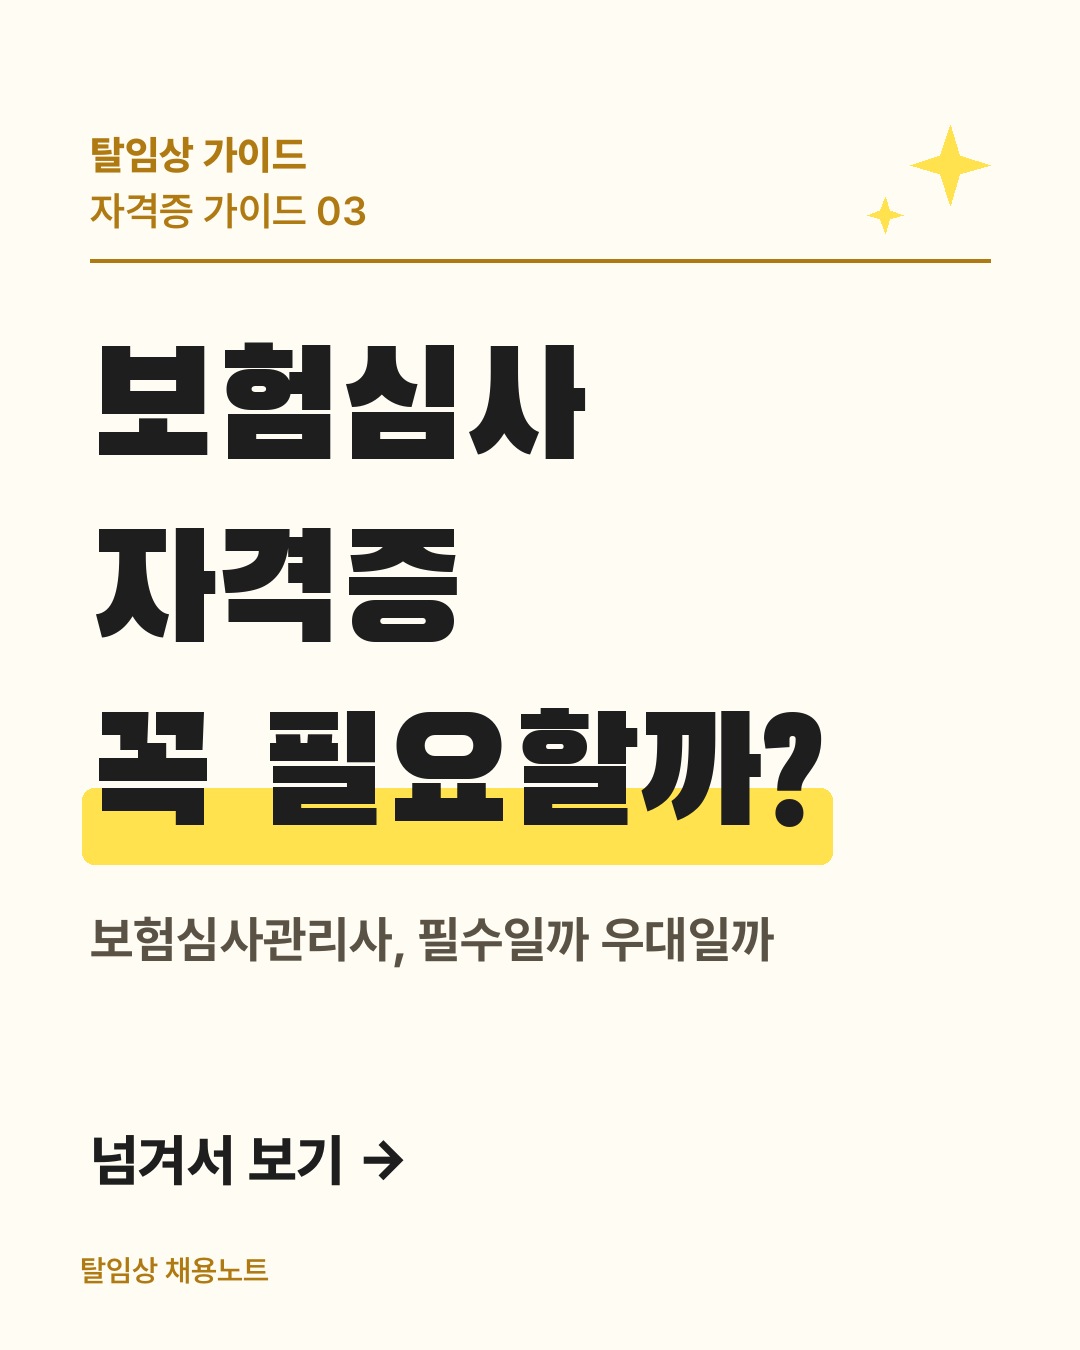 탈임상 가이드
자격증 가이드 03
보험심사
자격증
꼭 필요할까?
보험심사관리사, 필수일까 우대일까
넘겨서 보기 →
탈임상 채용노트